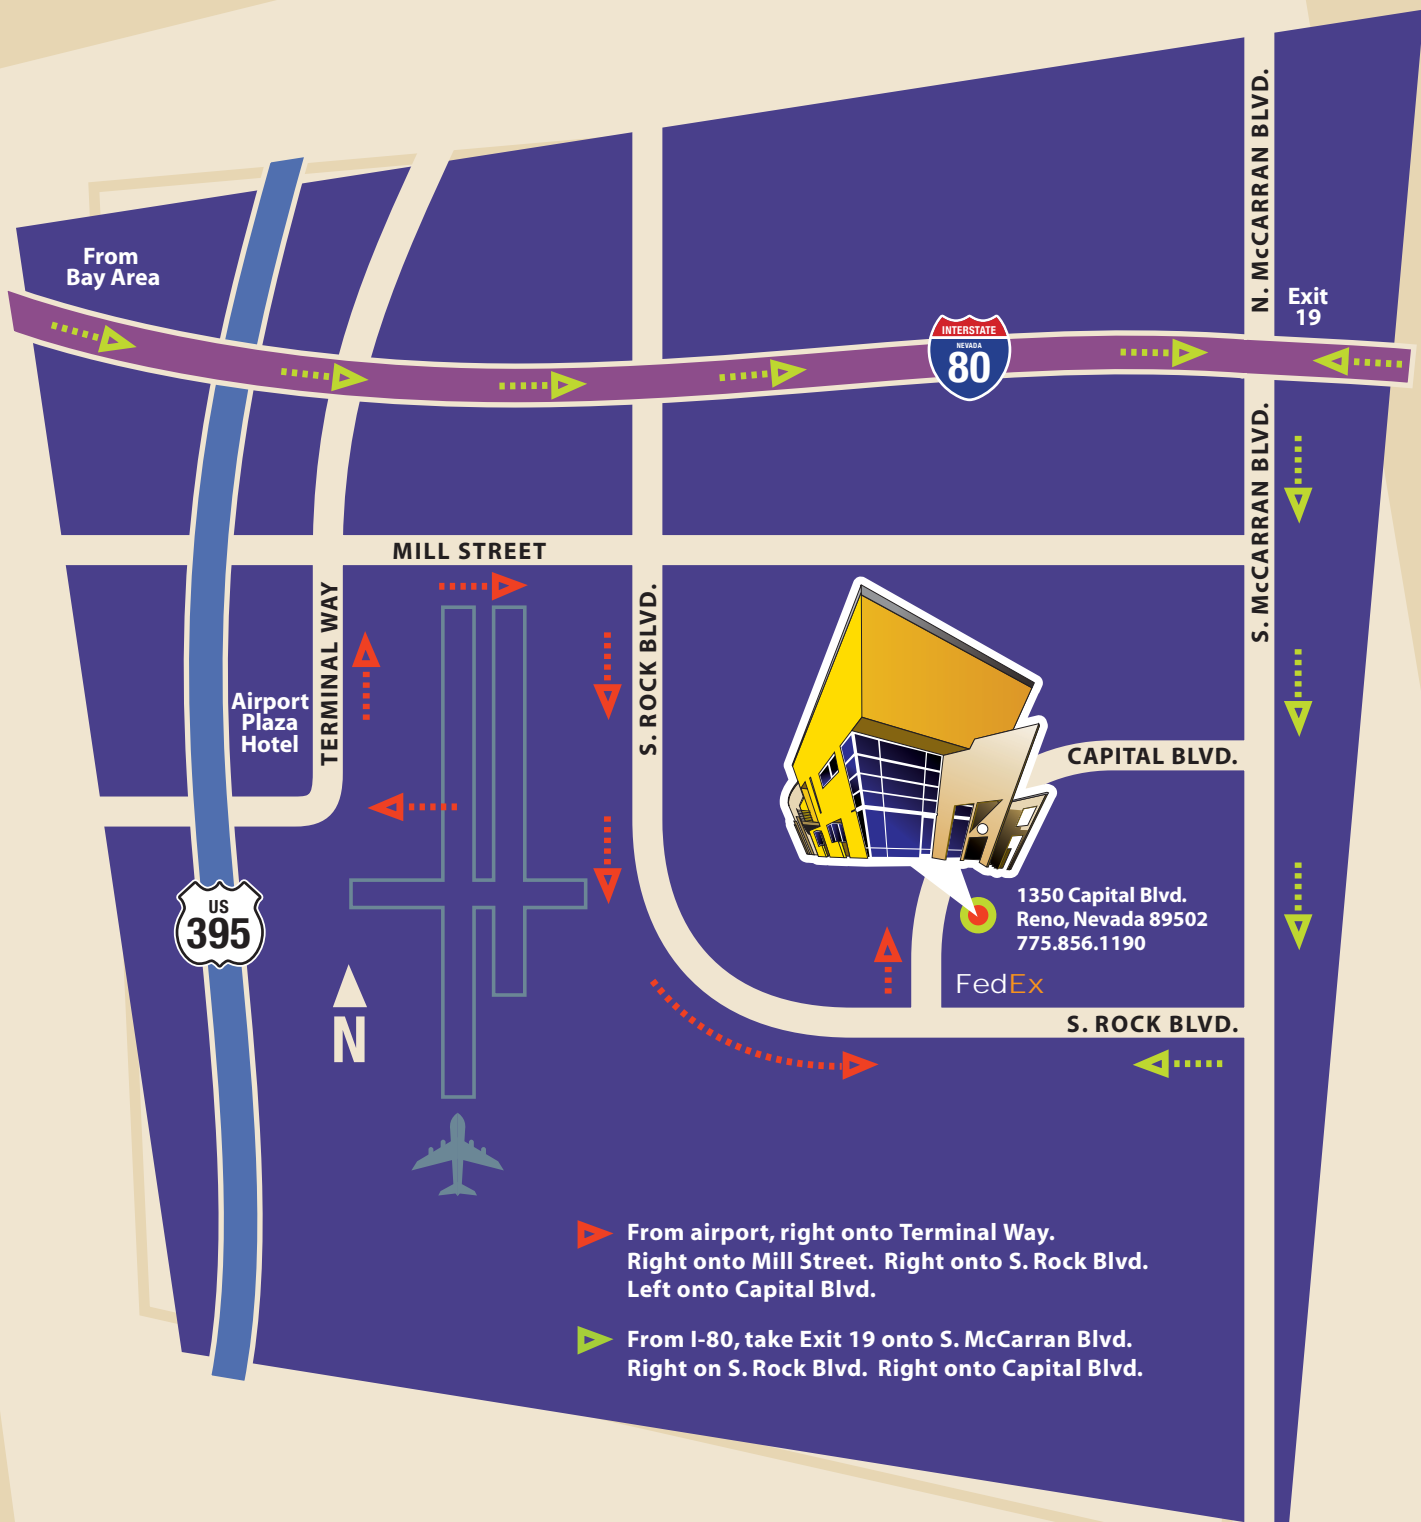 N. McCARRAN BLVD.
From
Bay Area
Exit
19
INTERSTATE
NEVADA
80
S. McCARRAN BLVD.
MILL STREET
TERMINAL WAY
S. ROCK BLVD.
Airport
Plaza
Hotel
CAPITAL BLVD.
US
395
1350 Capital Blvd.
Reno, Nevada 89502
775.856.1190
FedEx
N
S. ROCK BLVD.
From airport, right onto Terminal Way.
Right onto Mill Street. Right onto S. Rock Blvd.
Left onto Capital Blvd.
From I-80, take Exit 19 onto S. McCarran Blvd.
Right on S. Rock Blvd. Right onto Capital Blvd.